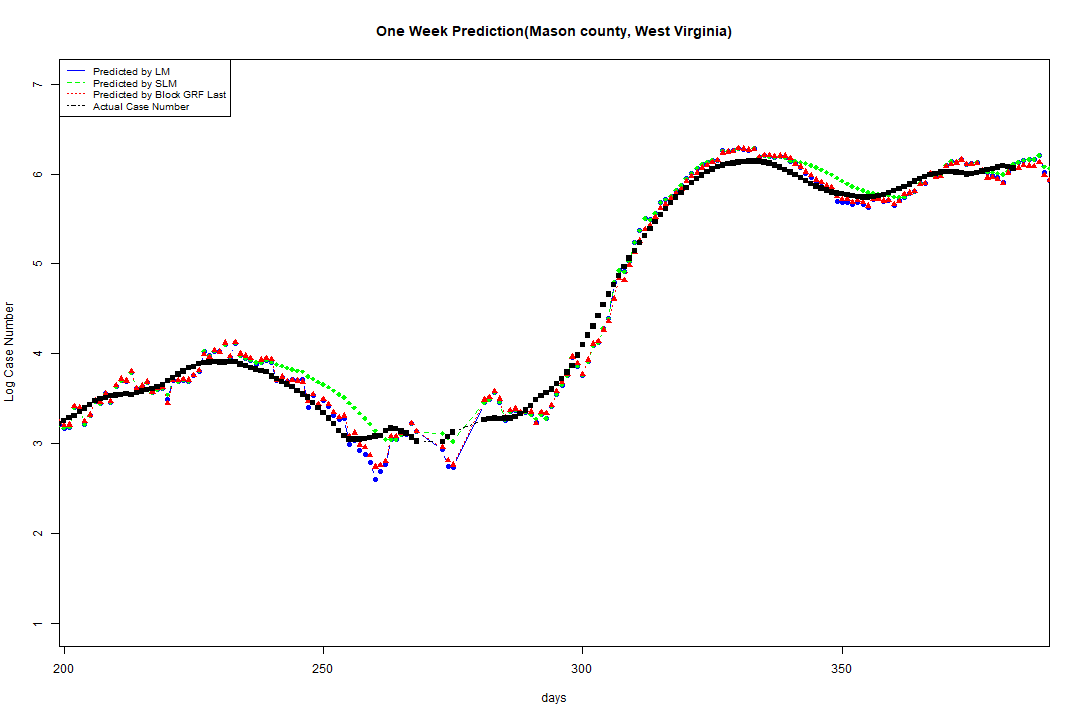 One Week Prediction(Mason county, West Virginia)
Predicted by LM
Predicted by SLM
Predicted by Block GRF Last
Actual Case Number
7
6
5
4
3
2
1
Log Case Number
200
250
300
350
days